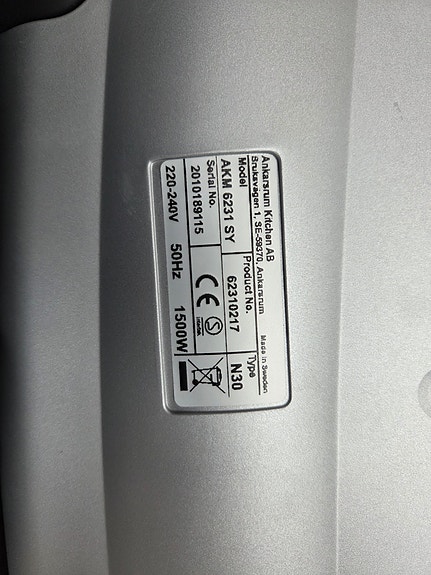 Ankarsrum Kitchen AB
Bruksvägen 1, SE-59370, Ankarsrum Made in Sweden
Model Product No. Type
AKM 6231 SY 62310217 N30
Serial No.
2010189115 CE S
220-240V 50Hz 1500W